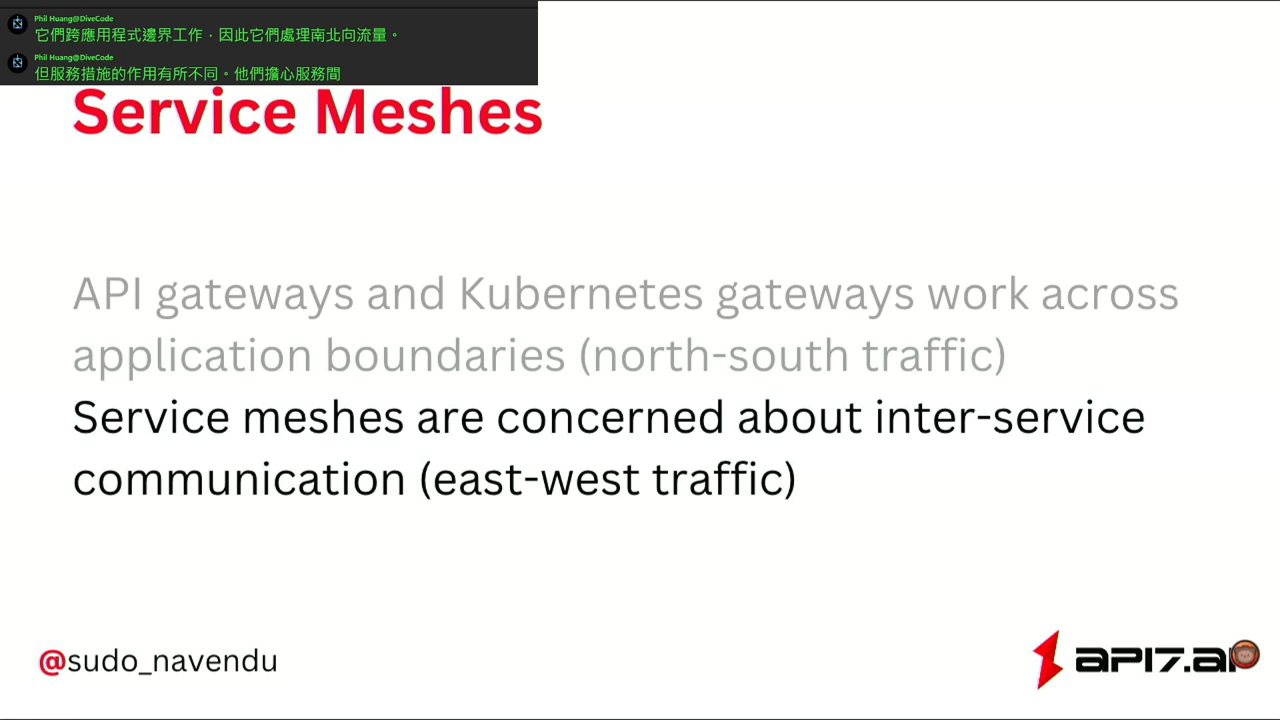 Phil Huang@DiveCode
它們跨應用程式邊界工作，因此它們處理南北向流量。
Phil Huang@DiveCode
但服務措施的作用有所不同。他們擔心服務間
Service Meshes
API gateways and Kubernetes gateways work across
application boundaries (north-south traffic)
Service meshes are concerned about inter-service
communication (east-west traffic)
@sudo_navendu
API7.ai